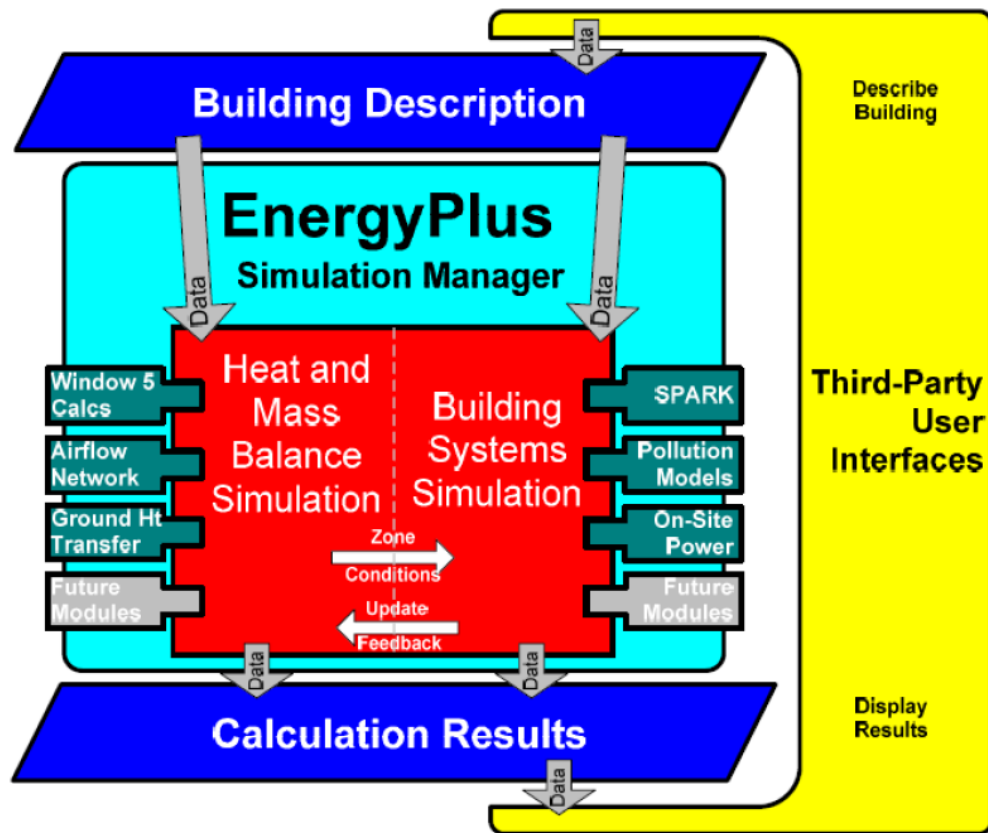 Data
Building Description
Describe
Building
EnergyPlus
Simulation Manager
Data
Data
Heat and
Mass
Balance
Simulation
Building
Systems
Simulation
Window 5
Calcs
Airflow
Network
Ground Ht
Transfer
Future
Modules
SPARK
Pollution
Models
On-Site
Power
Future
Modules
Zone
Conditions
Update
Feedback
Third-Party
User
Interfaces
Data
Data
Calculation Results
Display
Results
Data